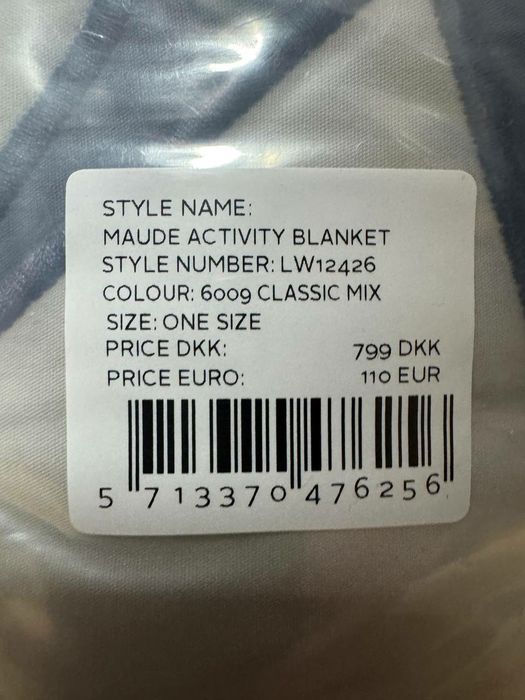 STYLE NAME:
MAUDE ACTIVITY BLANKET
STYLE NUMBER: LW12426
COLOUR: 6009 CLASSIC MIX
SIZE: ONE SIZE
PRICE DKK: 799 DKK
PRICE EURO: 110 EUR
5 713370 476256